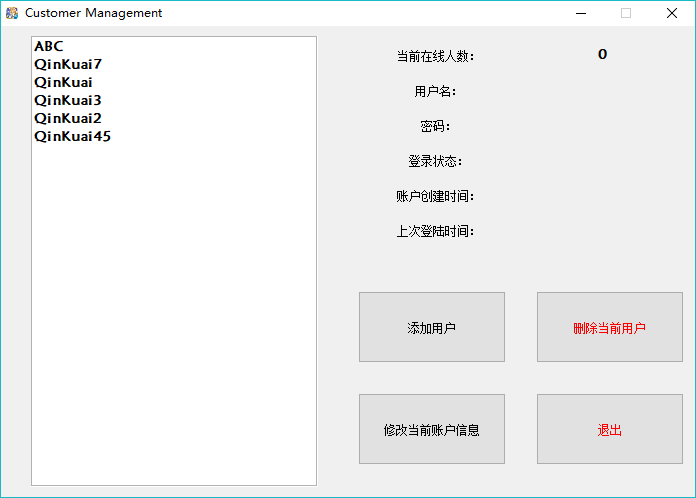 Customer Management
ABC
QinKuai7
QinKuai
QinKuai3
QinKuai2
QinKuai45
当前在线人数： 0
用户名：
密码：
登录状态：
账户创建时间：
上次登陆时间：
添加用户
删除当前用户
修改当前账户信息
退出